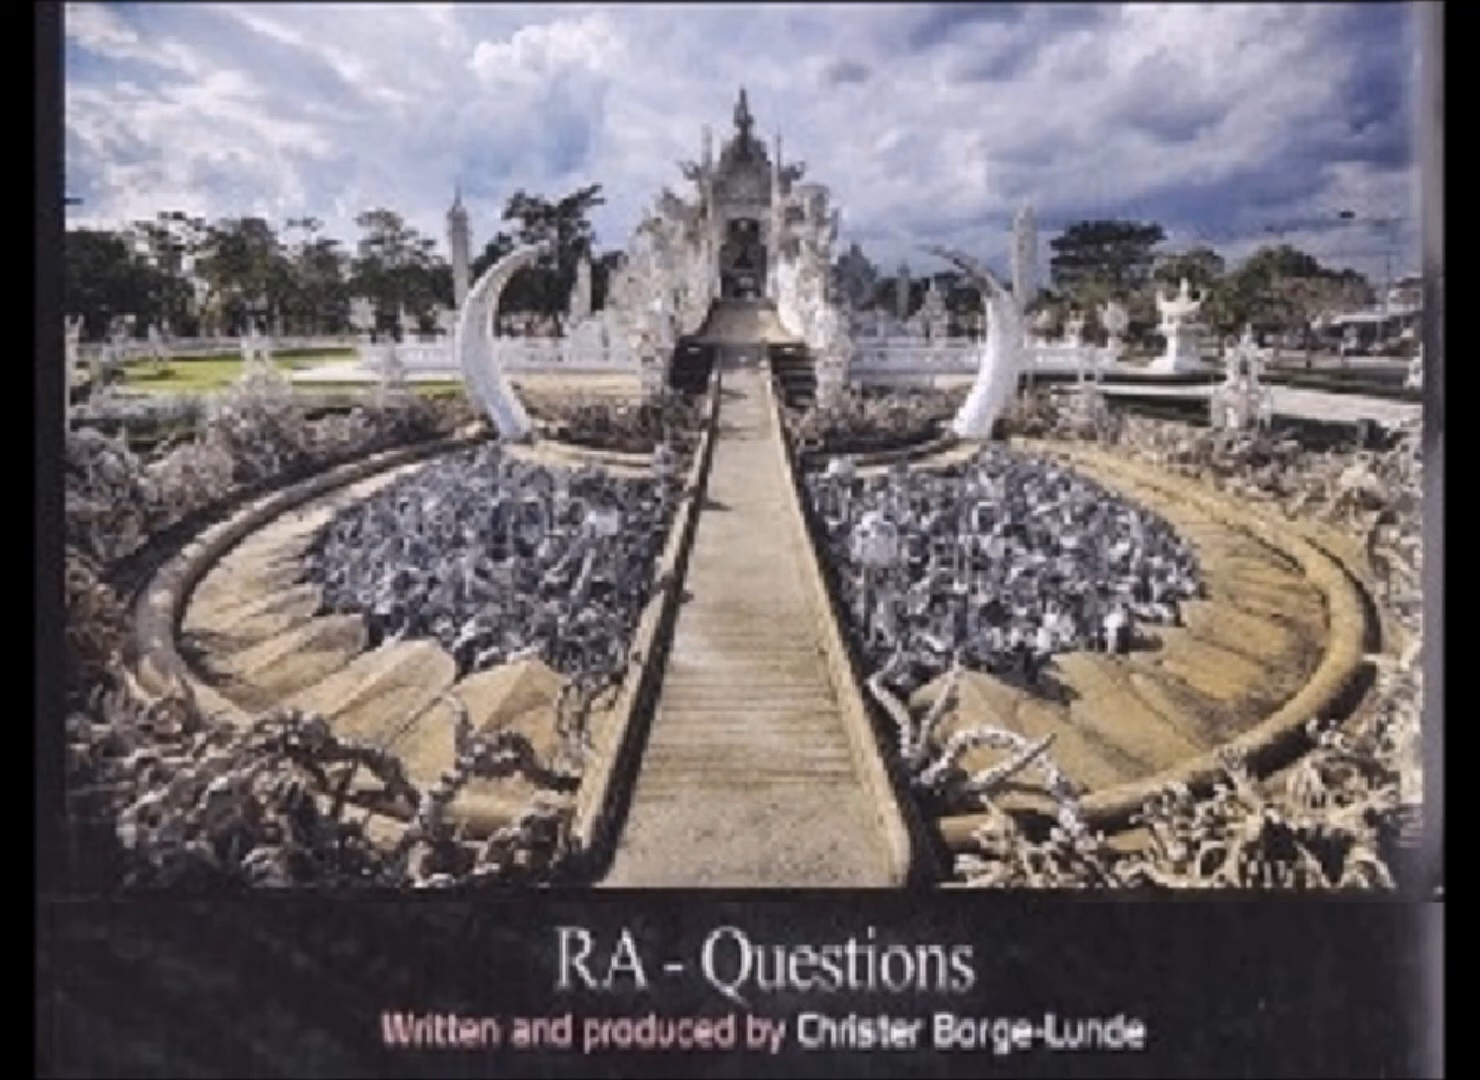 RA - Questions
Written and produced by Christer Borge-Lunde